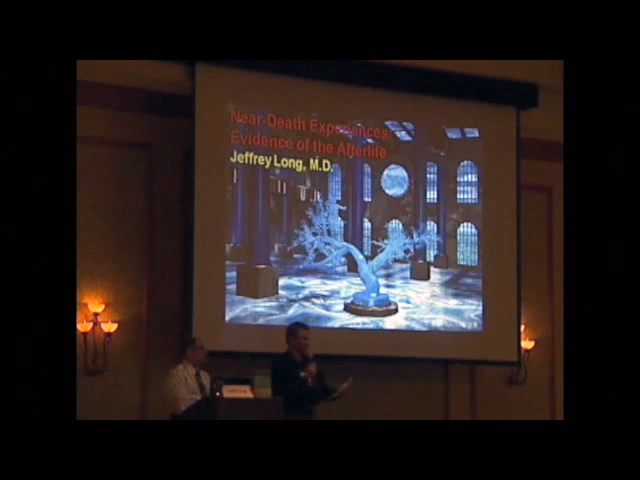 Near-Death Experiences:
Evidence of the Afterlife
Jeffrey Long, M.D.